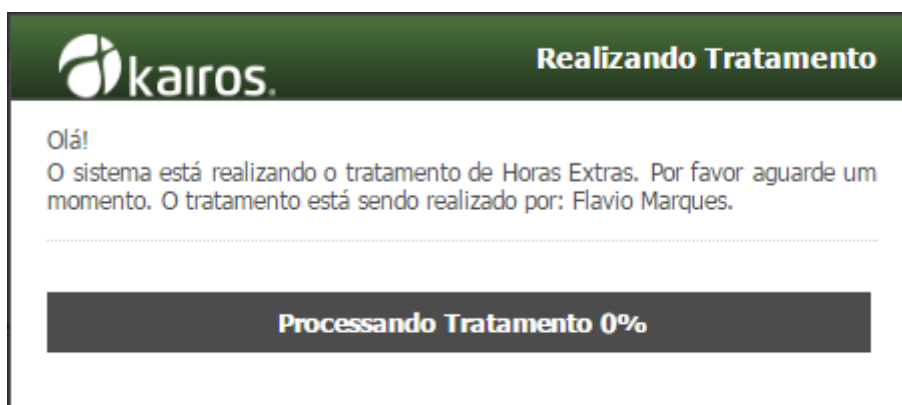 kairos.
Realizando Tratamento
Olá!
O sistema está realizando o tratamento de Horas Extras. Por favor aguarde um
momento. O tratamento está sendo realizado por: Flavio Marques.
Processando Tratamento 0%